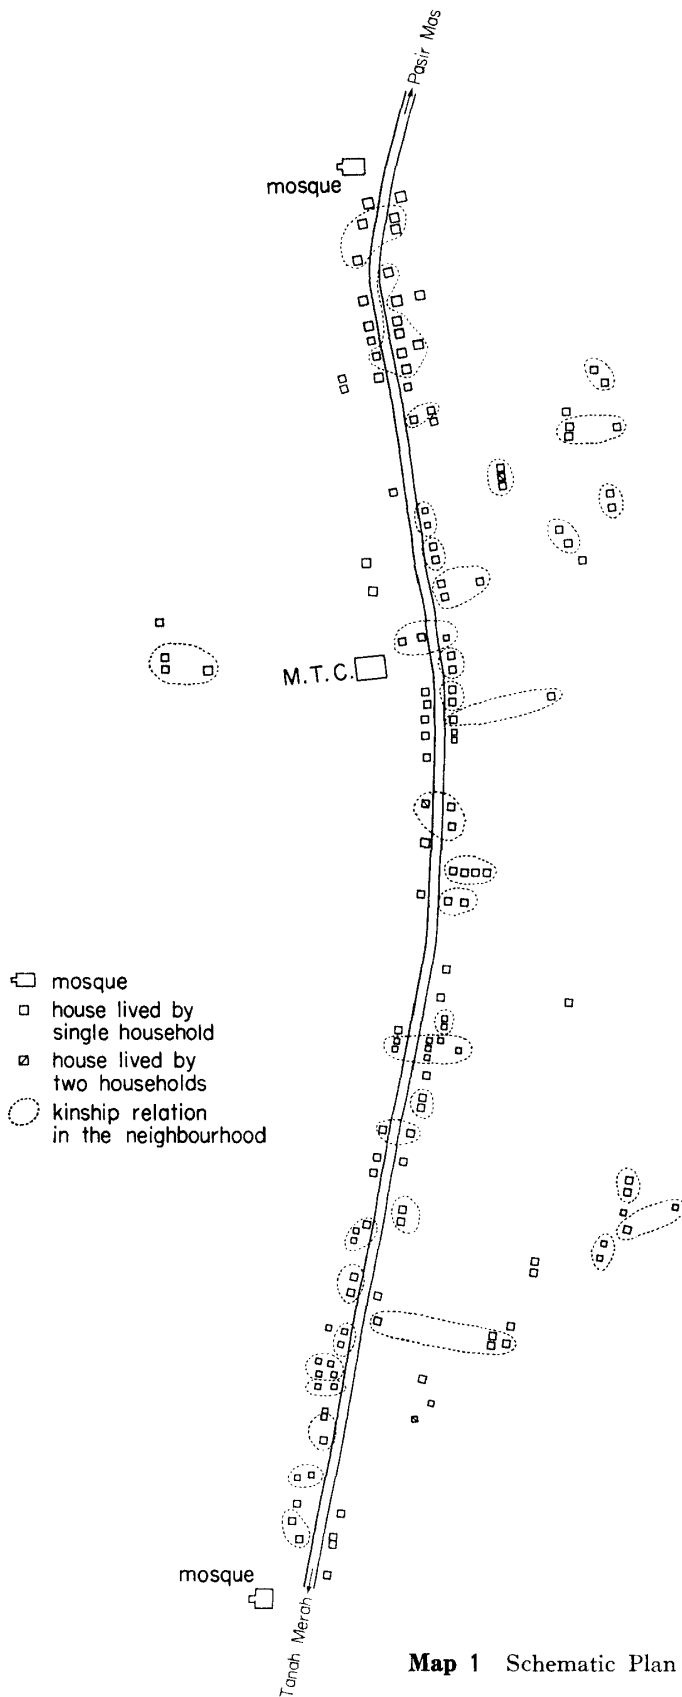 Pasir Mas
mosque
M.T.C.
mosque
house lived by
single household
house lived by
two households
kinship relation
in the neighbourhood
mosque
Tanah Merah
Map 1 Schematic Plan